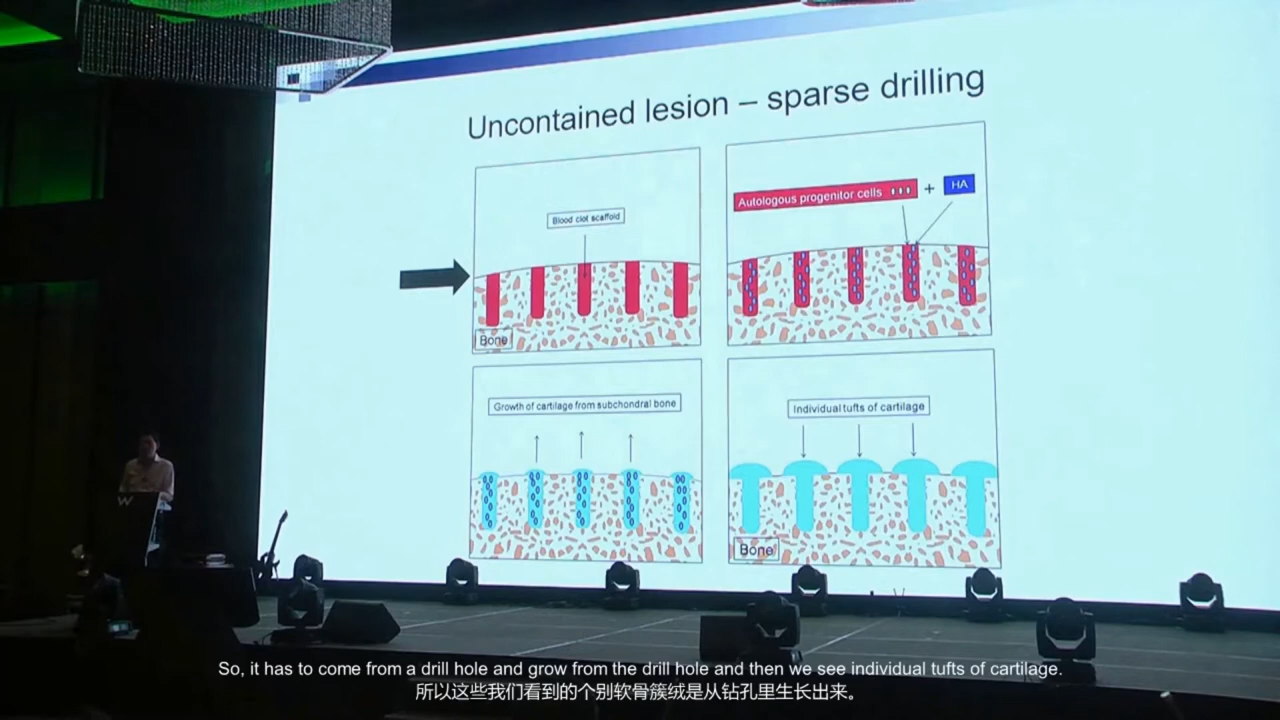 Uncontained lesion – sparse drilling
Blood clot scaffold
Bone
Autologous progenitor cells
+
HA
Growth of cartilage from subchondral bone
Individual tufts of cartilage
Bone
W
So, it has to come from a drill hole and grow from the drill hole and then we see individual tufts of cartilage.
所以这些我们看到的个别软骨簇绒是从钻孔里生长出来。